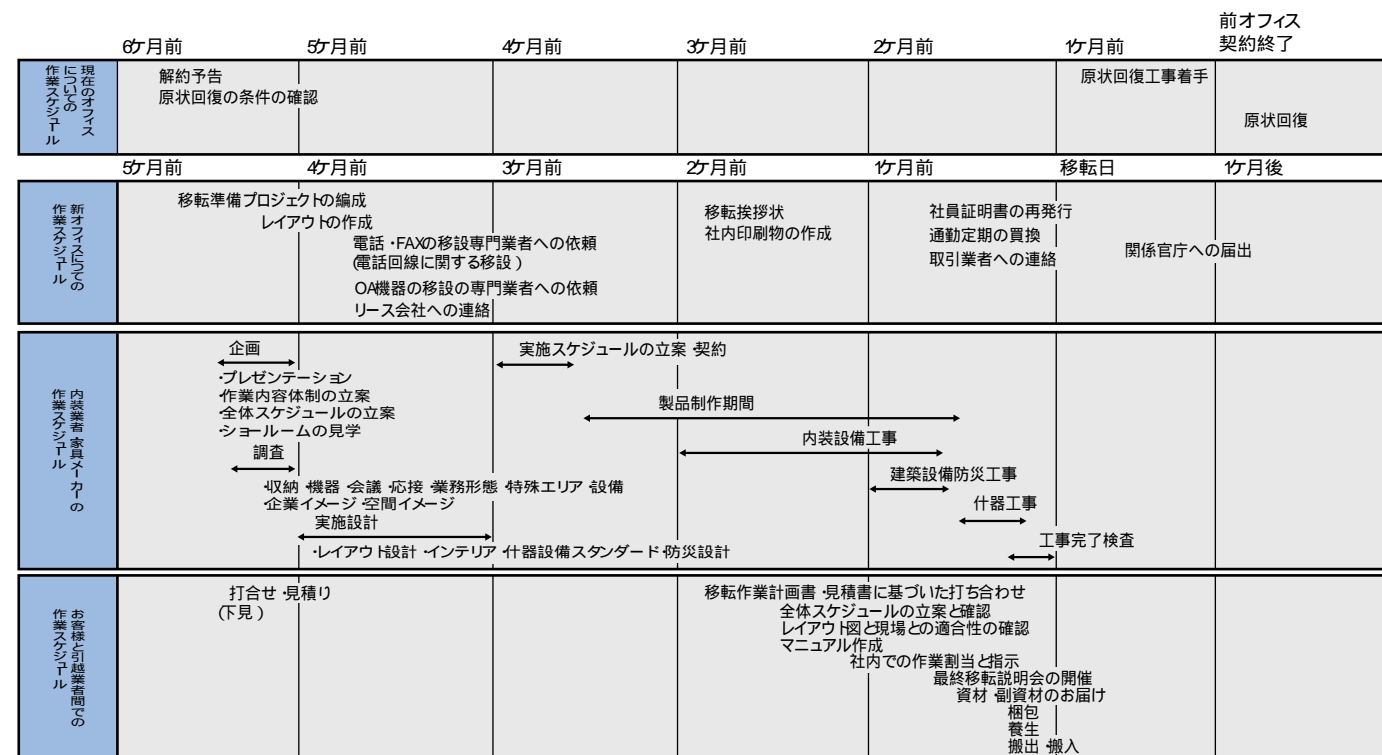 前オフィス
契約終了
6ケ月前 5ケ月前 4ケ月前 3ケ月前 2ケ月前 1ケ月前
現在のオフィス
についての
作業スケジュール
解約予告
原状回復の条件の確認
原状回復工事着手
原状回復
5ケ月前 4ケ月前 3ケ月前 2ケ月前 1ケ月前 移転日 1ケ月後
新オフィスにつての
作業スケジュール
移転準備プロジェクトの編成
レイアウトの作成
電話・FAXの移設専門業者への依頼
(電話回線に関する移設)
OA機器の移設の専門業者への依頼
リース会社への連絡
移転挨拶状
社内印刷物の作成
社員証明書の再発行
通勤定期の買換
取引業者への連絡
関係官庁への届出
内装業者・家具メーカーの
作業スケジュール
企画
・プレゼンテーション
・作業内容体制の立案
・全体スケジュールの立案
・ショールームの見学
調査
・収納・機器・会議・応接・業務形態・特殊エリア・設備
・企業イメージ・空間イメージ
実施設計
・レイアウト設計・インテリア・什器設備スタンダード・防災設計
実施スケジュールの立案・契約
製品制作期間
内装設備工事
建築設備防災工事
什器工事
工事完了検査
お客様と引越業者間での
作業スケジュール
打合せ・見積り
(下見)
移転作業計画書・見積書に基づいた打ち合わせ
全体スケジュールの立案と確認
レイアウト図と現場との適合性の確認
マニュアル作成
社内での作業割当と指示
最終移転説明会の開催
資材・副資材のお届け
梱包
養生
搬出・搬入